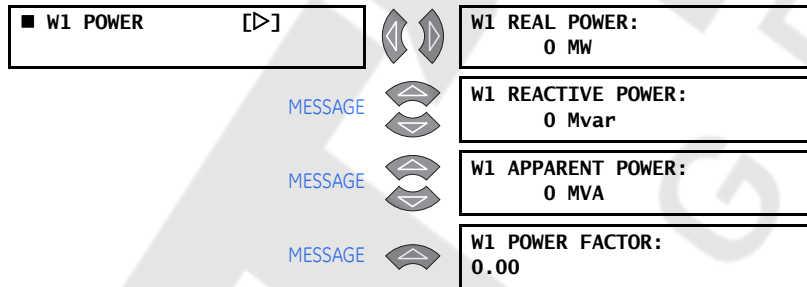 ■ W1 POWER [▷]
W1 REAL POWER:
0 MW
MESSAGE
W1 REACTIVE POWER:
0 Mvar
MESSAGE
W1 APPARENT POWER:
0 MVA
MESSAGE
W1 POWER FACTOR:
0.00